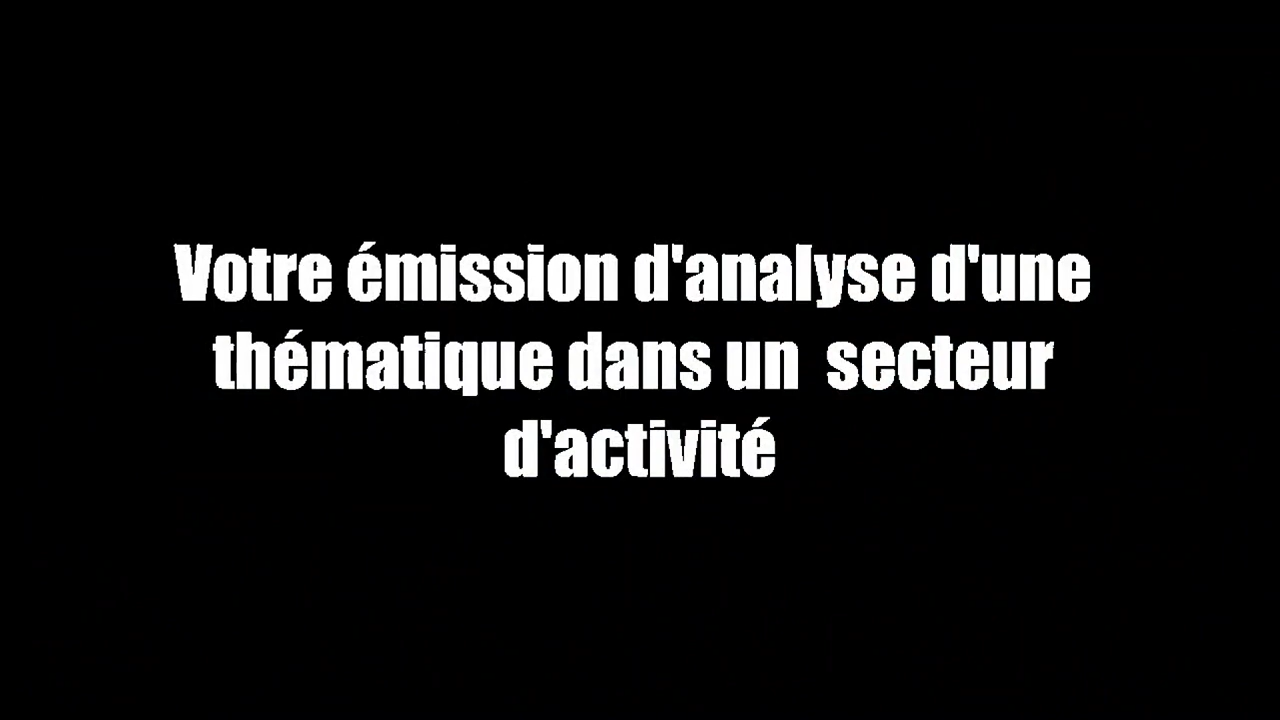 Votre émission d'analyse d'une
thématique dans un  secteur
d'activité